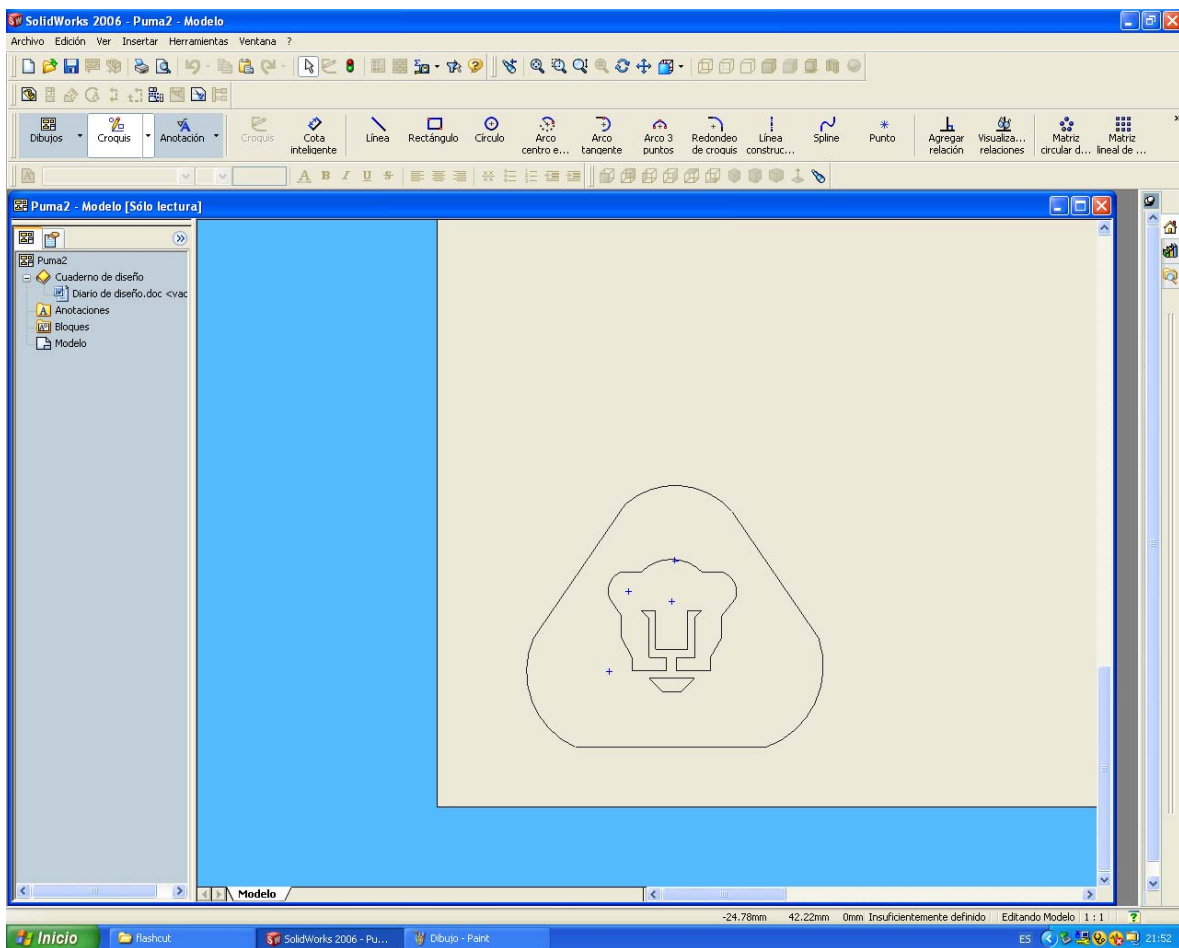 SolidWorks 2006 - Puma2 - Modelo
Archivo Edición Ver Insertar Herramientas Ventana ?
Dibujos Croquis Anotación Croquis Cota inteligente Línea Rectángulo Círculo Arco centro e... Arco tangente Arco 3 puntos Redondeo de croquis Línea construc... Spline Punto Agregar relación Visualiza... relaciones Matriz circular d... Matriz lineal de ...
A B I U S
Puma2 - Modelo [Sólo lectura]
Puma2
Cuaderno de diseño
Diario de diseño.doc <vac
Anotaciones
Bloques
Modelo
Modelo
-24.78mm 42.22mm 0mm Insuficientemente definido Editando Modelo 1 : 1 ?
Inicio flashcut SolidWorks 2006 - Pu... Dibujo - Paint ES 21:52